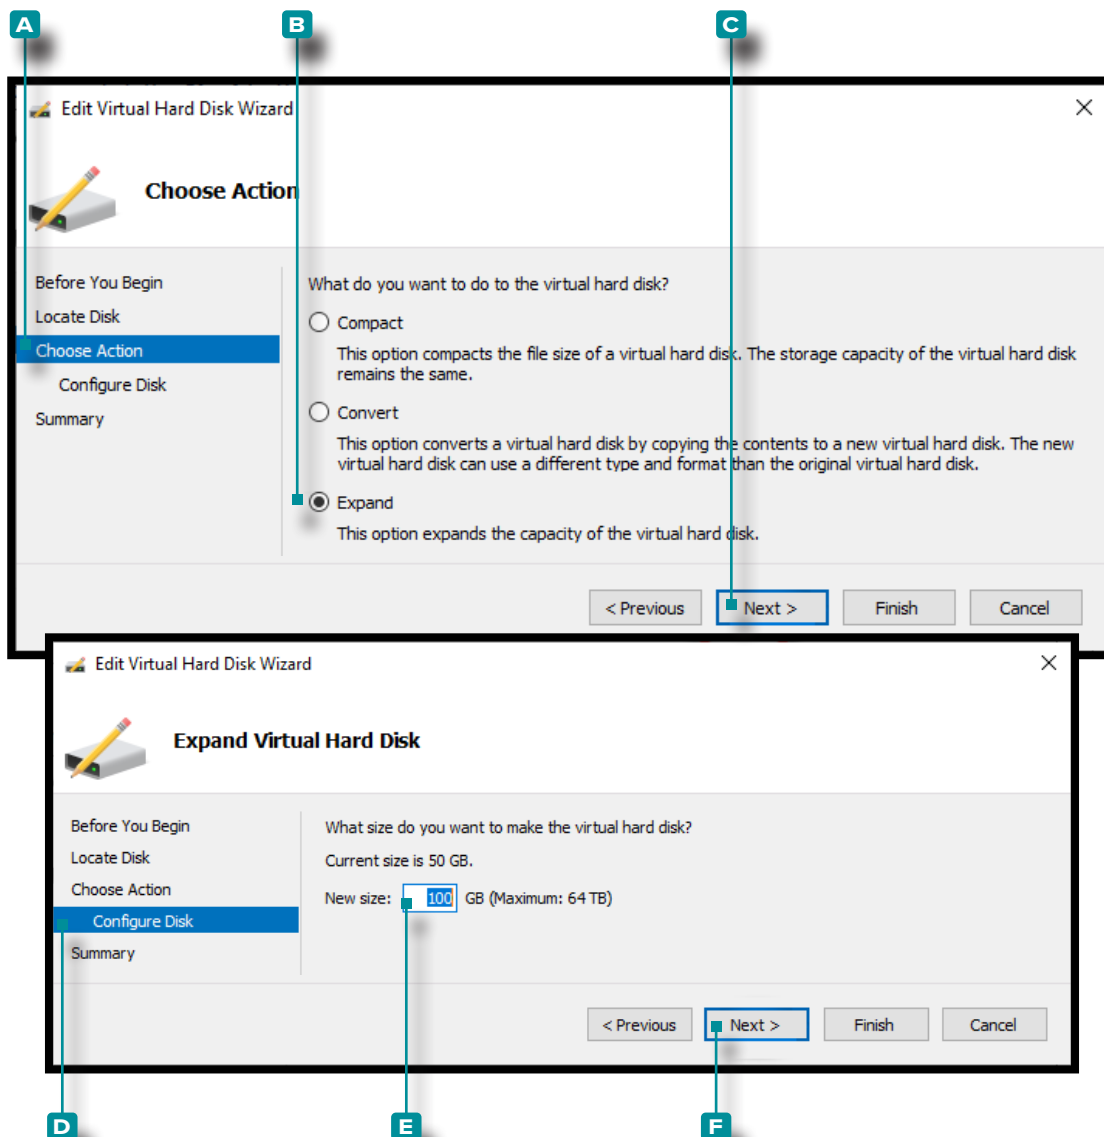 A B C
Edit Virtual Hard Disk Wizard
Choose Action
Before You Begin
Locate Disk
Choose Action
Configure Disk
Summary
What do you want to do to the virtual hard disk?
Compact
This option compacts the file size of a virtual hard disk. The storage capacity of the virtual hard disk
remains the same.
Convert
This option converts a virtual hard disk by copying the contents to a new virtual hard disk. The new
virtual hard disk can use a different type and format than the original virtual hard disk.
Expand
This option expands the capacity of the virtual hard disk.
< Previous Next > Finish Cancel
Edit Virtual Hard Disk Wizard
Expand Virtual Hard Disk
Before You Begin
Locate Disk
Choose Action
Configure Disk
Summary
What size do you want to make the virtual hard disk?
Current size is 50 GB.
New size: 100 GB (Maximum: 64 TB)
< Previous Next > Finish Cancel
D E F